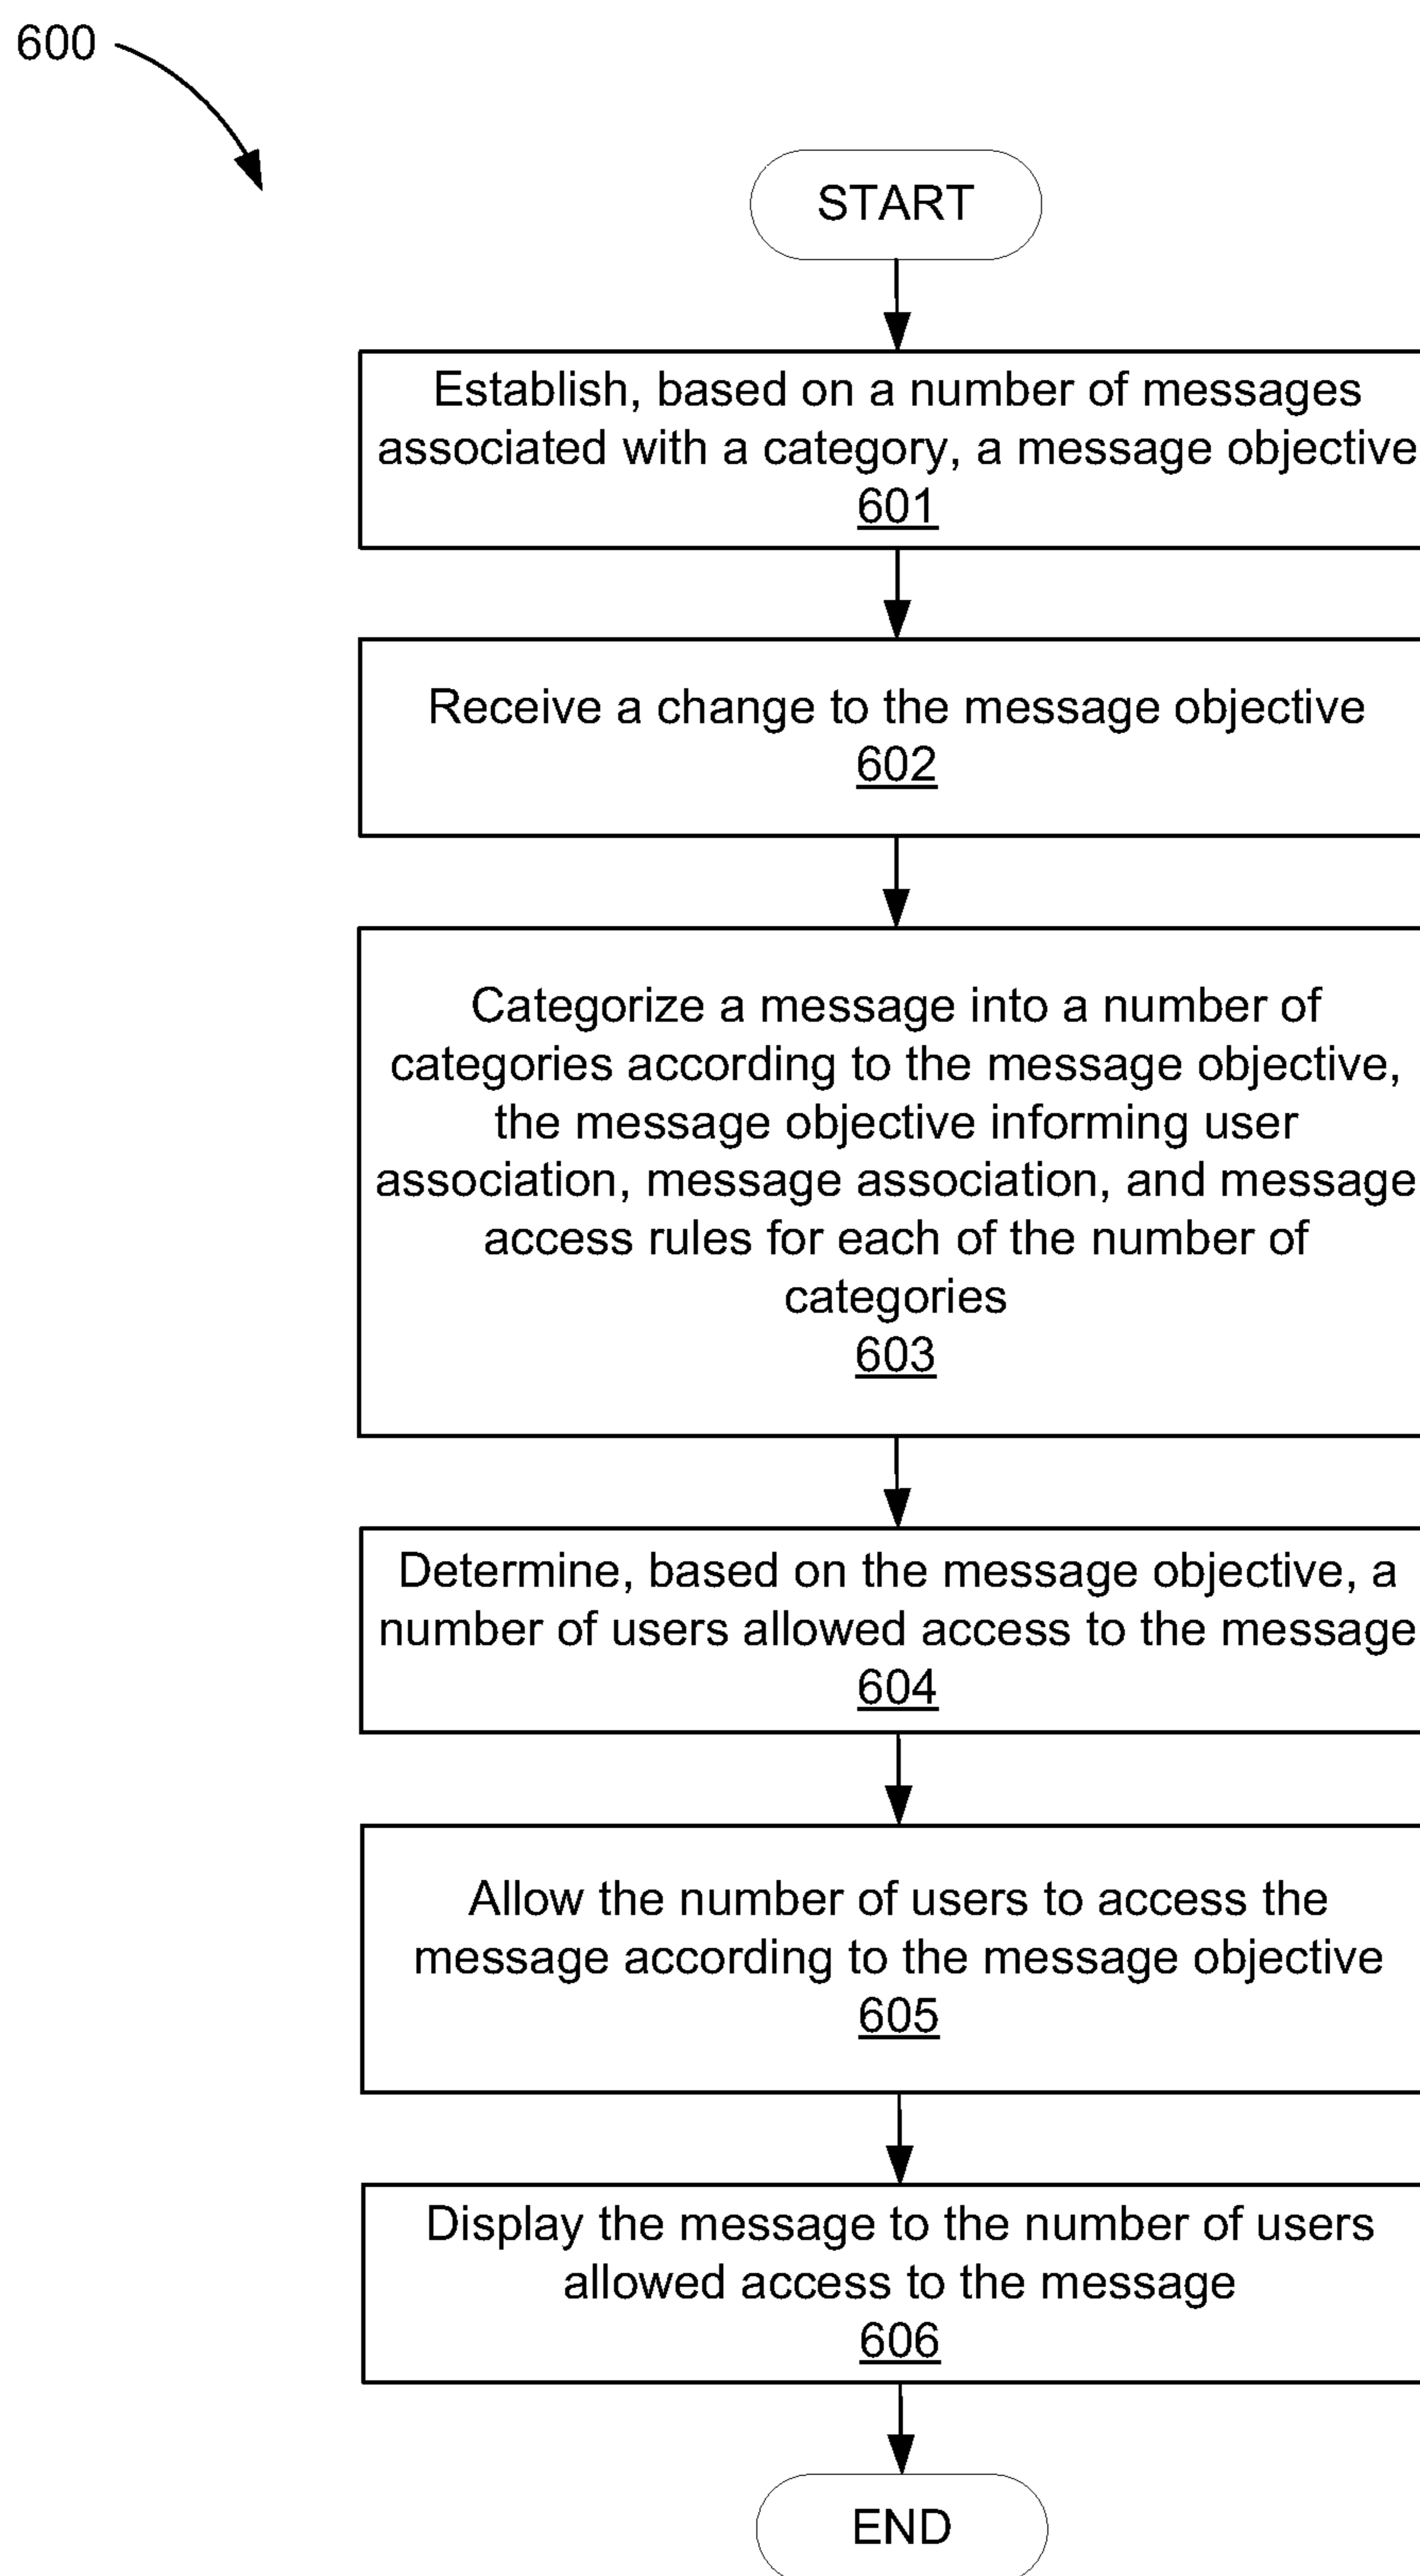 600
START
Establish, based on a number of messages
associated with a category, a message objective
601
Receive a change to the message objective
602
Categorize a message into a number of
categories according to the message objective,
the message objective informing user
association, message association, and message
access rules for each of the number of
categories
603
Determine, based on the message objective, a
number of users allowed access to the message
604
Allow the number of users to access the
message according to the message objective
605
Display the message to the number of users
allowed access to the message
606
END